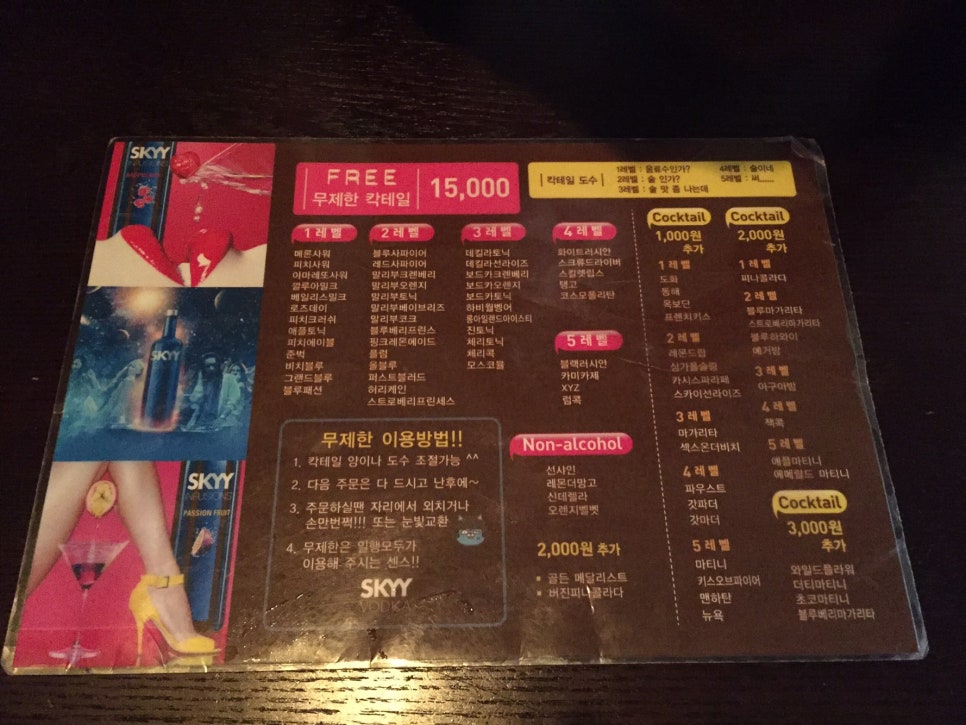 SKYY
INFUSIONS
FREE
무제한 칵테일
15,000
칵테일 도수
1레벨 : 음료수인가?
2레벨 : 술 인가?
3레벨 : 술 맛 좀 나는데
4레벨 : 술이네
5레벨 : 써......
1 레벨
메론사워
피치사워
아마레또사워
깔루아밀크
베일리스밀크
로즈데이
피치크러쉬
애플토닉
피치에이블
준벅
비치블루
그랜드블루
블루패션
2 레벨
블루사파이어
레드사파이어
말리부크렌베리
말리부오렌지
말리부토닉
말리부베이브리즈
말리부코크
블루베리프린스
핑크레몬에이드
플럼
올블루
퍼스트블러드
허리케인
스트로베리프린세스
3 레벨
데킬라토닉
데킬라선라이즈
보드카크렌베리
보드카오렌지
보드카토닉
하비월벵어
롱아일랜드아이스티
진토닉
체리토닉
체리콕
모스코뮬
4 레벨
화이트러시안
스크류드라이버
스칼렛립스
탱고
코스모폴리탄
5 레벨
블랙러시안
카미카제
XYZ
럼콕
Non-alcohol
선샤인
레몬더망고
신데렐라
오렌지벨벳
2,000원 추가
골든 메달리스트
버진피나콜라다
Cocktail
1,000원
추가
1 레벨
도화
동해
목보단
프렌치키스
2 레벨
레몬드랍
싱가폴슬링
카시스파라페
스카이선라이즈
3 레벨
마가리타
섹스온더비치
4 레벨
파우스트
갓파더
갓마더
5 레벨
마티니
키스오브파이어
맨하탄
뉴욕
Cocktail
2,000원
추가
1 레벨
피나콜라다
2 레벨
블루마가리타
스트로베리마가리타
블루하와이
예거밤
3 레벨
아구아밤
4 레벨
잭콕
5 레벨
애플마티니
에메랄드 마티니
Cocktail
3,000원
추가
와일드플라워
더티마티니
초코마티니
블루베리마가리타
무제한 이용방법!!
1. 칵테일 양이나 도수 조절가능 ^^
2. 다음 주문은 다 드시고 난후에~
3. 주문하실땐 자리에서 외치거나
손만번쩍!!! 또는 눈빛교환
4. 무제한은 일행모두가
이용해 주시는 센스!!
SKYY
VODKA
SKYY
SKYY
INFUSIONS
PASSION FRUIT